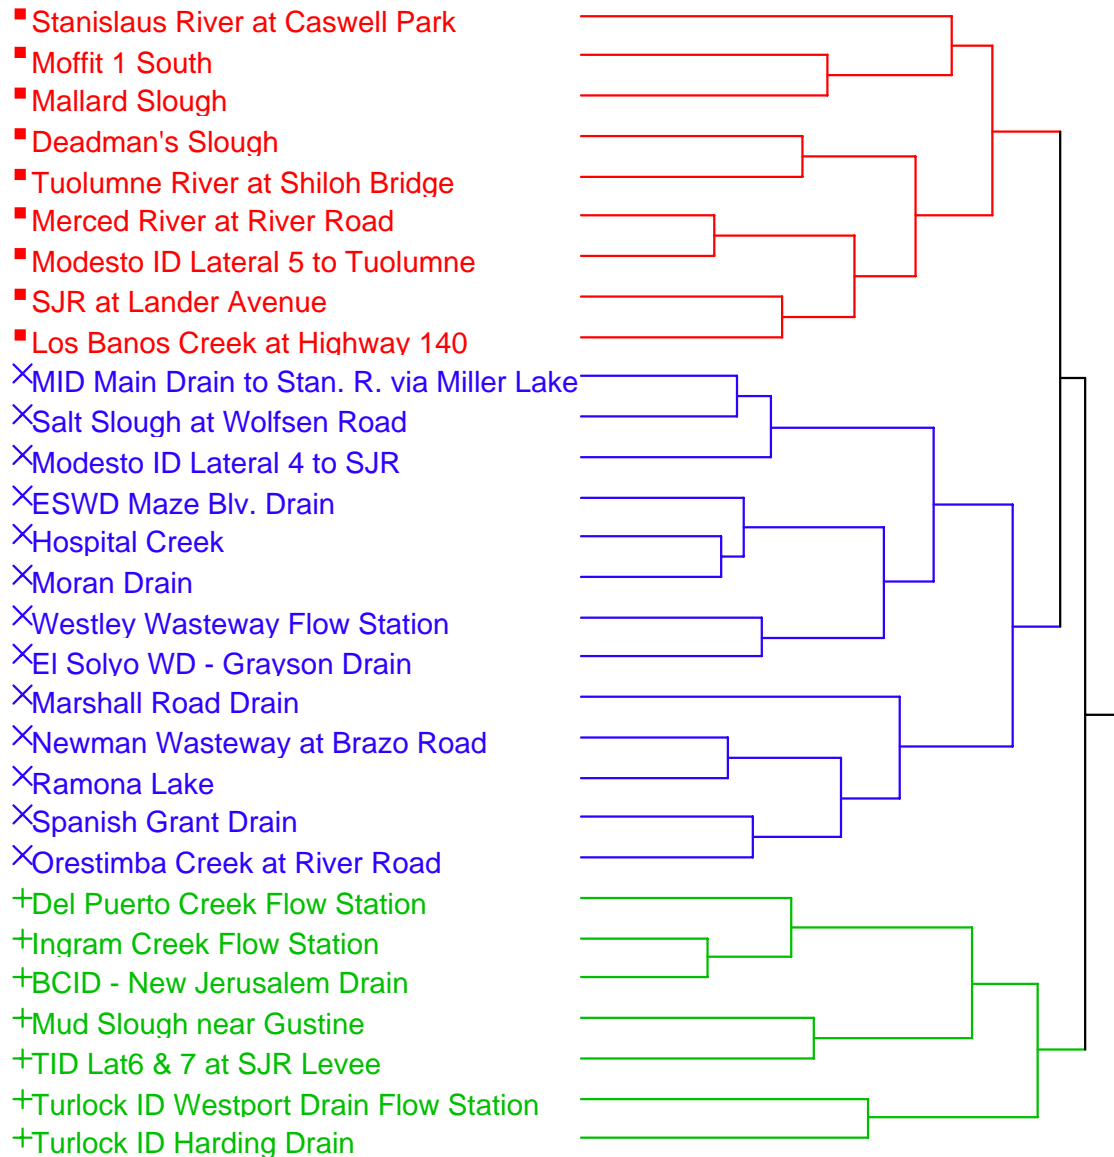 Stanislaus River at Caswell Park
Moffit 1 South
Mallard Slough
Deadman's Slough
Tuolumne River at Shiloh Bridge
Merced River at River Road
Modesto ID Lateral 5 to Tuolumne
SJR at Lander Avenue
Los Banos Creek at Highway 140
MID Main Drain to Stan. R. via Miller Lake
Salt Slough at Wolfsen Road
Modesto ID Lateral 4 to SJR
ESWD Maze Blv. Drain
Hospital Creek
Moran Drain
Westley Wasteway Flow Station
El Solyo WD - Grayson Drain
Marshall Road Drain
Newman Wasteway at Brazo Road
Ramona Lake
Spanish Grant Drain
Orestimba Creek at River Road
Del Puerto Creek Flow Station
Ingram Creek Flow Station
BCID - New Jerusalem Drain
Mud Slough near Gustine
TID Lat6 & 7 at SJR Levee
Turlock ID Westport Drain Flow Station
Turlock ID Harding Drain